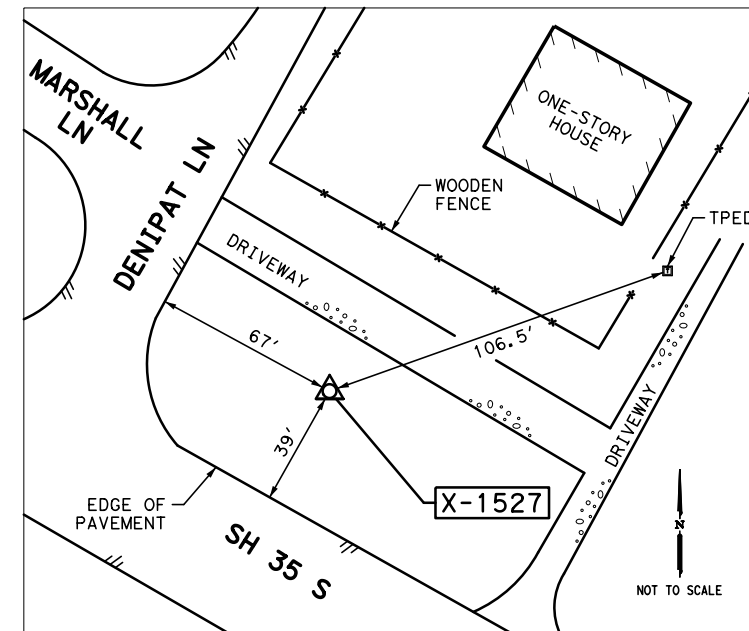 MARSHALL
LN
DENIPAT LN
ONE-STORY
HOUSE
WOODEN
FENCE
TPED
DRIVEWAY
67'
106.5'
39'
DRIVEWAY
X-1527
EDGE OF
PAVEMENT
SH 35 S
N
NOT TO SCALE